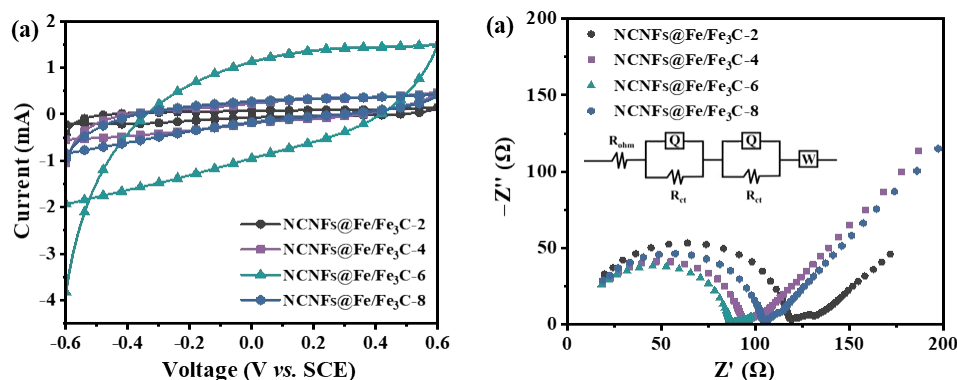 (a)
Current (mA)
2
1
0
-1
-2
-3
-4
NCNFs@Fe/Fe₃C-2
NCNFs@Fe/Fe₃C-4
NCNFs@Fe/Fe₃C-6
NCNFs@Fe/Fe₃C-8
-0.6 -0.4 -0.2 0.0 0.2 0.4 0.6
Voltage (V vs. SCE)
(a)
−Z'' (Ω)
200
150
100
50
0
NCNFs@Fe/Fe₃C-2
NCNFs@Fe/Fe₃C-4
NCNFs@Fe/Fe₃C-6
NCNFs@Fe/Fe₃C-8
Rohm Q Q W
Rct Rct
0 50 100 150 200
Z' (Ω)